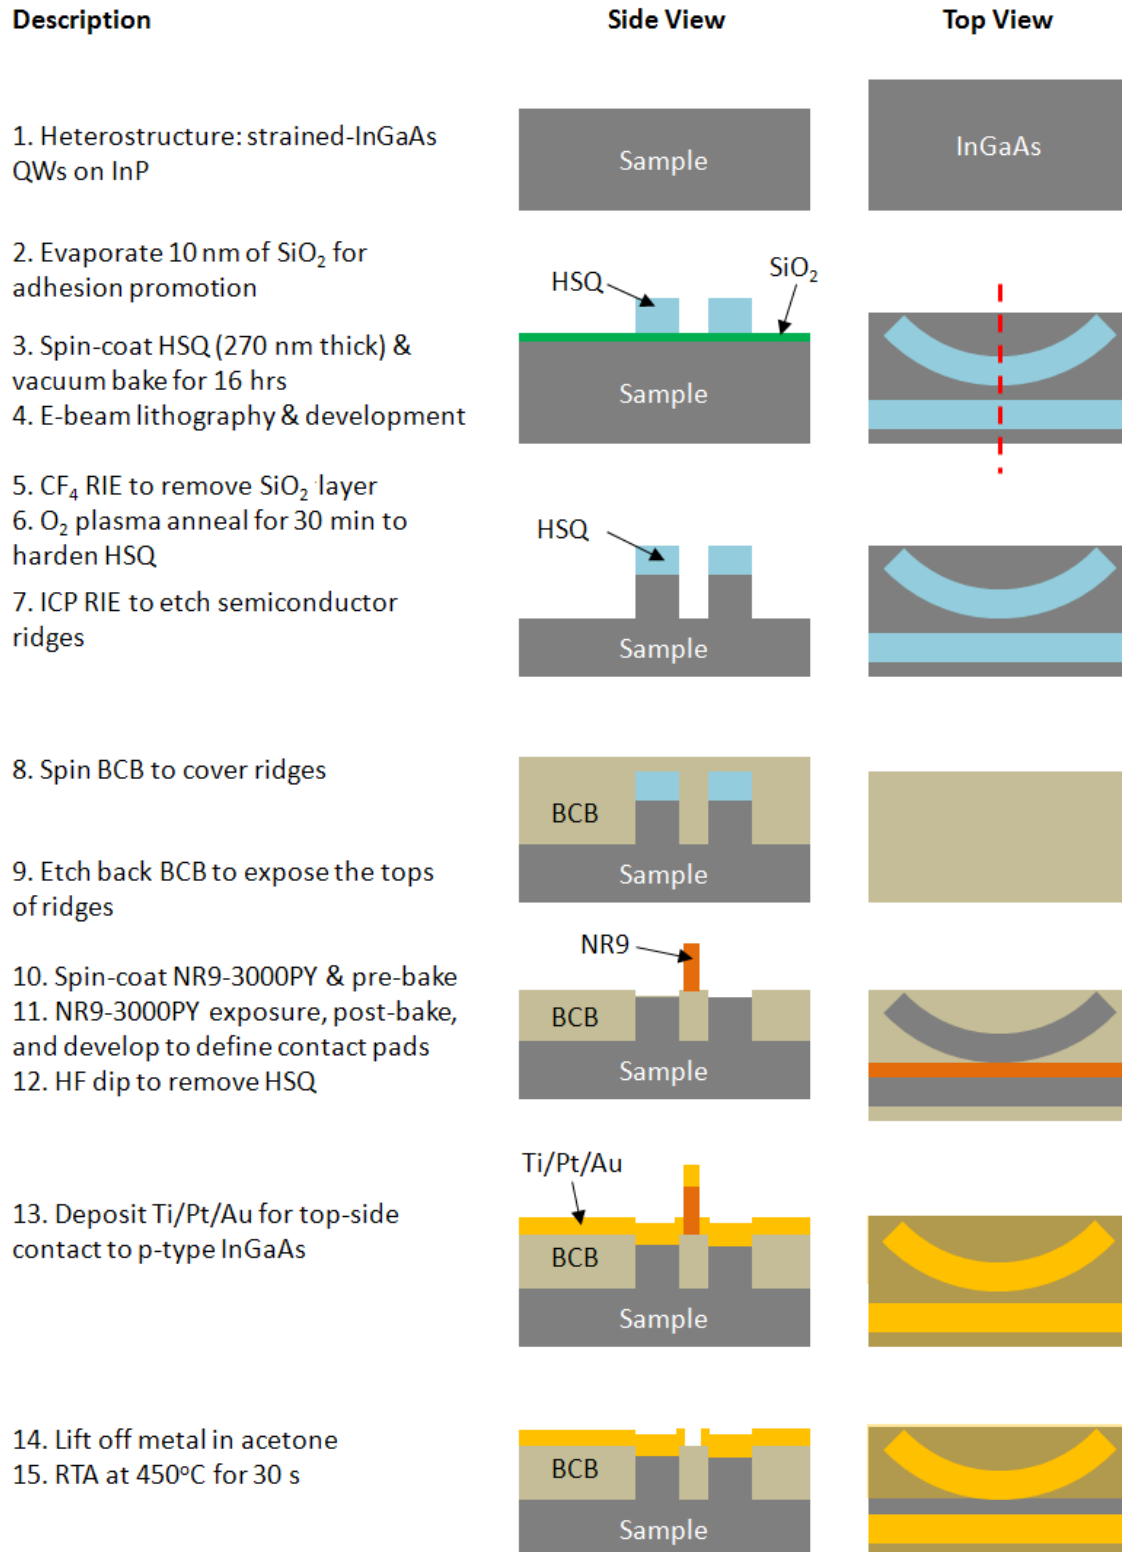 Description
Side View
Top View
1. Heterostructure: strained-InGaAs
QWs on InP
Sample
InGaAs
2. Evaporate 10 nm of SiO₂ for
adhesion promotion
3. Spin-coat HSQ (270 nm thick) &
vacuum bake for 16 hrs
4. E-beam lithography & development
HSQ
SiO₂
Sample
5. CF₄ RIE to remove SiO₂ layer
6. O₂ plasma anneal for 30 min to
harden HSQ
7. ICP RIE to etch semiconductor
ridges
HSQ
Sample
8. Spin BCB to cover ridges
9. Etch back BCB to expose the tops
of ridges
BCB
Sample
10. Spin-coat NR9-3000PY & pre-bake
11. NR9-3000PY exposure, post-bake,
and develop to define contact pads
12. HF dip to remove HSQ
NR9
BCB
Sample
13. Deposit Ti/Pt/Au for top-side
contact to p-type InGaAs
Ti/Pt/Au
BCB
Sample
14. Lift off metal in acetone
15. RTA at 450°C for 30 s
BCB
Sample